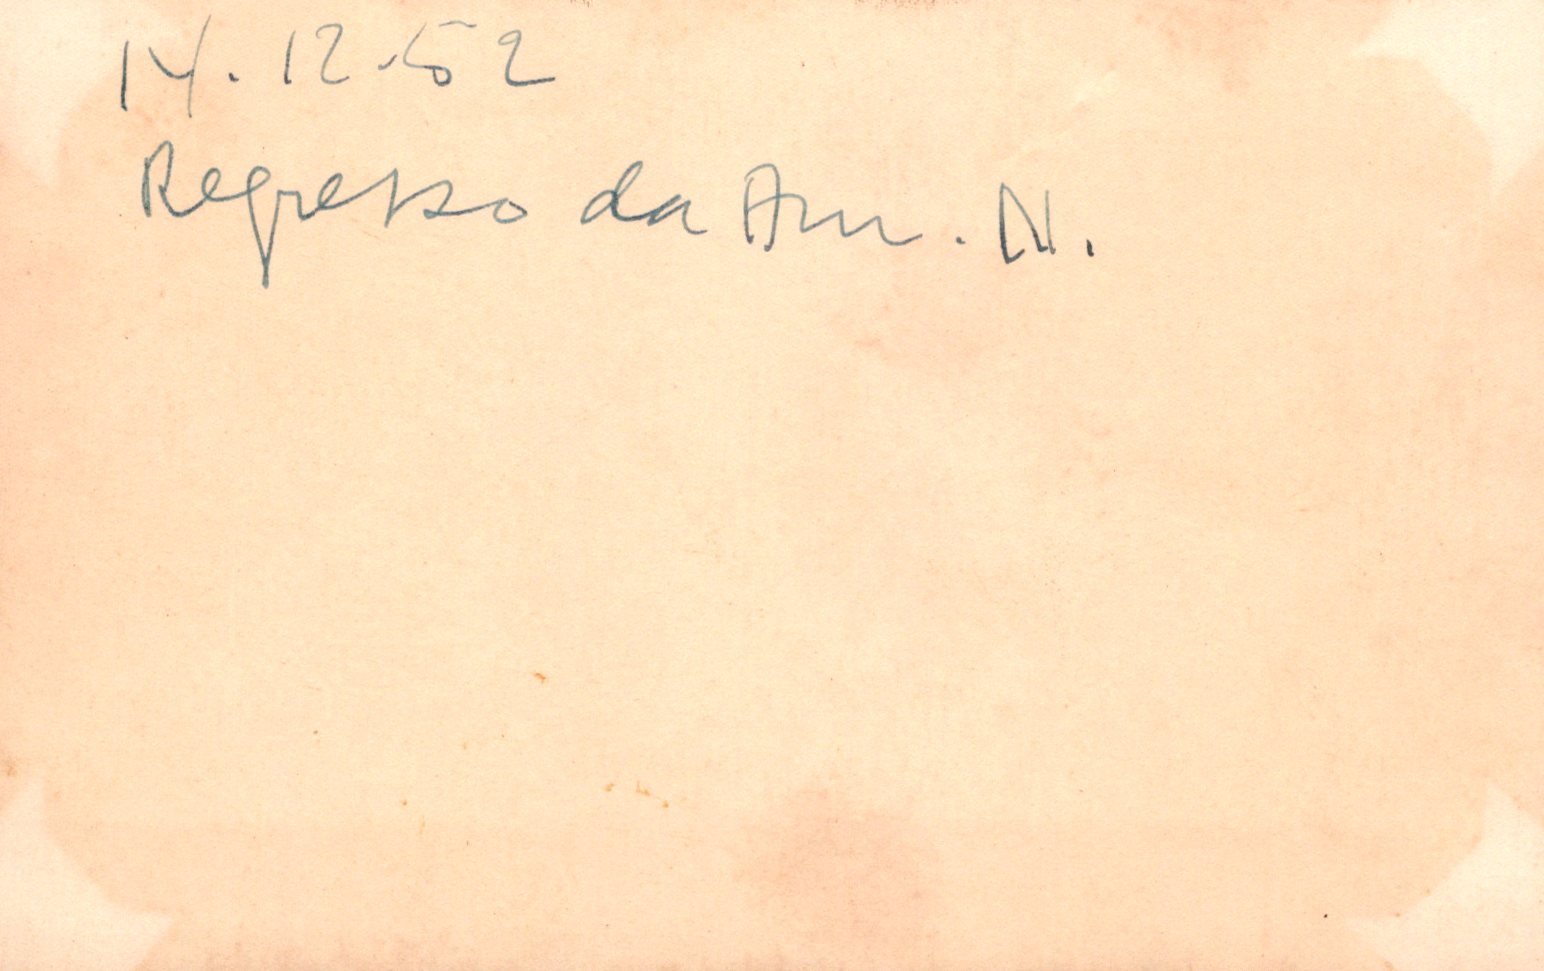 14.12.52
Regresso da Am. N.